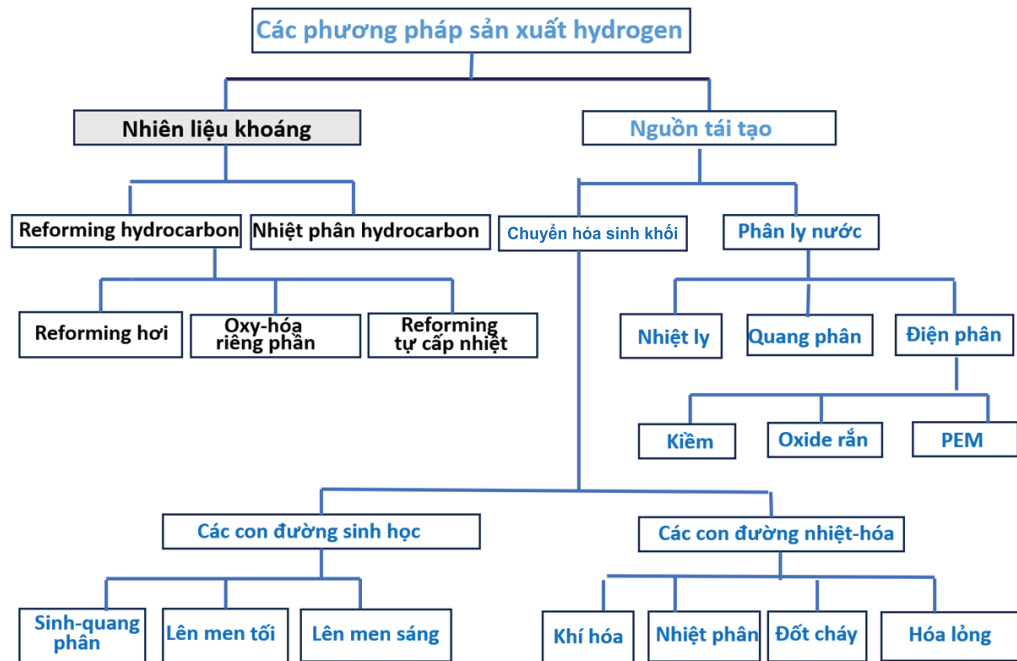 Các phương pháp sản xuất hydrogen
Nhiên liệu khoáng
Nguồn tái tạo
Reforming hydrocarbon
Nhiệt phân hydrocarbon
Chuyển hóa sinh khối
Phân ly nước
Reforming hơi
Oxy-hóa
riêng phần
Reforming
tự cấp nhiệt
Nhiệt ly
Quang phân
Điện phân
Kiềm
Oxide rắn
PEM
Các con đường sinh học
Các con đường nhiệt-hóa
Sinh-quang
phân
Lên men tối
Lên men sáng
Khí hóa
Nhiệt phân
Đốt cháy
Hóa lỏng